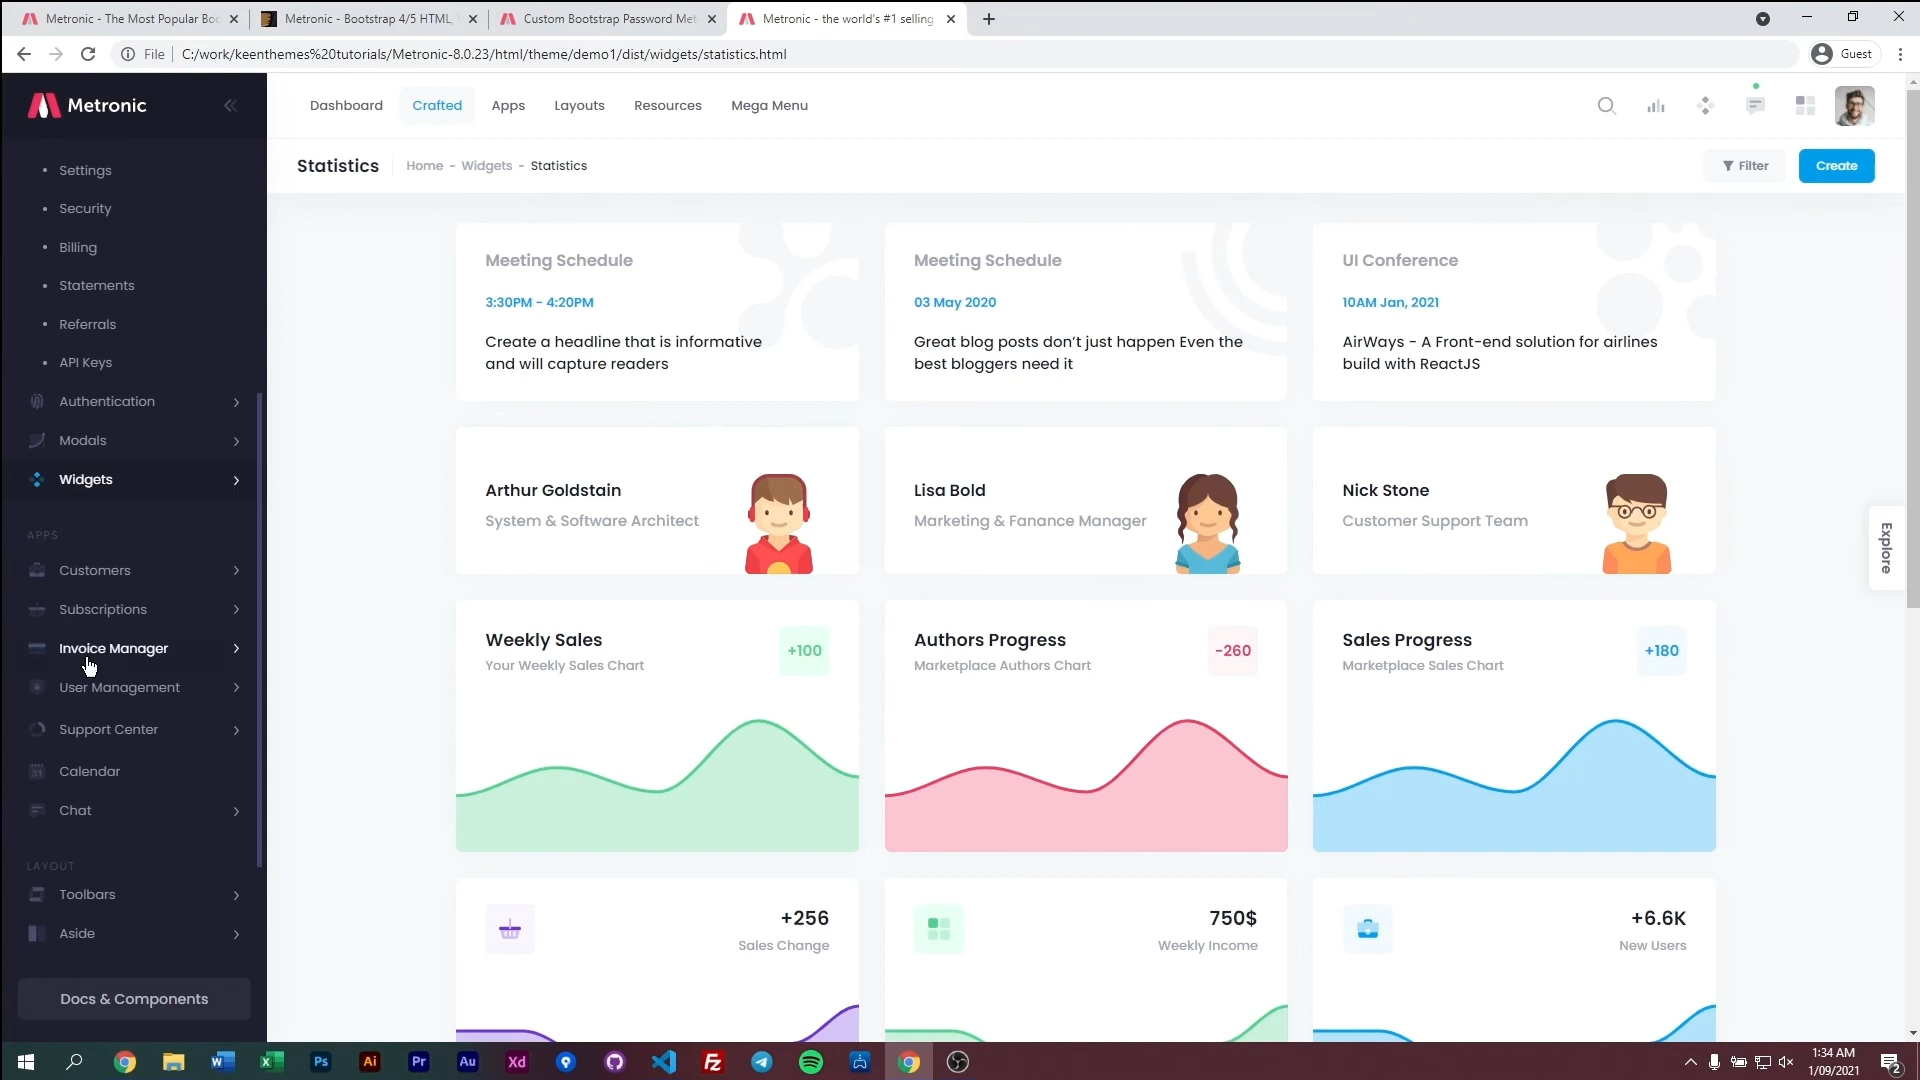 Metronic - The Most Popular Boo
Metronic - Bootstrap 4/5 HTML,
Custom Bootstrap Password Met
Metronic - the world's #1 selling
File
C:/work/keenthemes%20tutorials/Metronic-8.0.23/html/theme/demo1/dist/widgets/statistics.html
Guest
Metronic
Dashboard
Crafted
Apps
Layouts
Resources
Mega Menu
Statistics
Home - Widgets - Statistics
Filter
Create
Settings
Security
Billing
Statements
Referrals
API Keys
Authentication
Modals
Widgets
APPS
Customers
Subscriptions
Invoice Manager
User Management
Support Center
31
Calendar
Chat
LAYOUT
Toolbars
Aside
Docs & Components
Meeting Schedule
3:30PM - 4:20PM
Create a headline that is informative
and will capture readers
Meeting Schedule
03 May 2020
Great blog posts don't just happen Even the
best bloggers need it
UI Conference
10AM Jan, 2021
AirWays - A Front-end solution for airlines
build with ReactJS
Arthur Goldstain
System & Software Architect
Lisa Bold
Marketing & Fanance Manager
Nick Stone
Customer Support Team
Explore
Weekly Sales
Your Weekly Sales Chart
+100
Authors Progress
Marketplace Authors Chart
-260
Sales Progress
Marketplace Sales Chart
+180
+256
Sales Change
750$
Weekly Income
+6.6K
New Users
Ps
Ai
Pr
Au
Xd
1:34 AM
1/09/2021
2